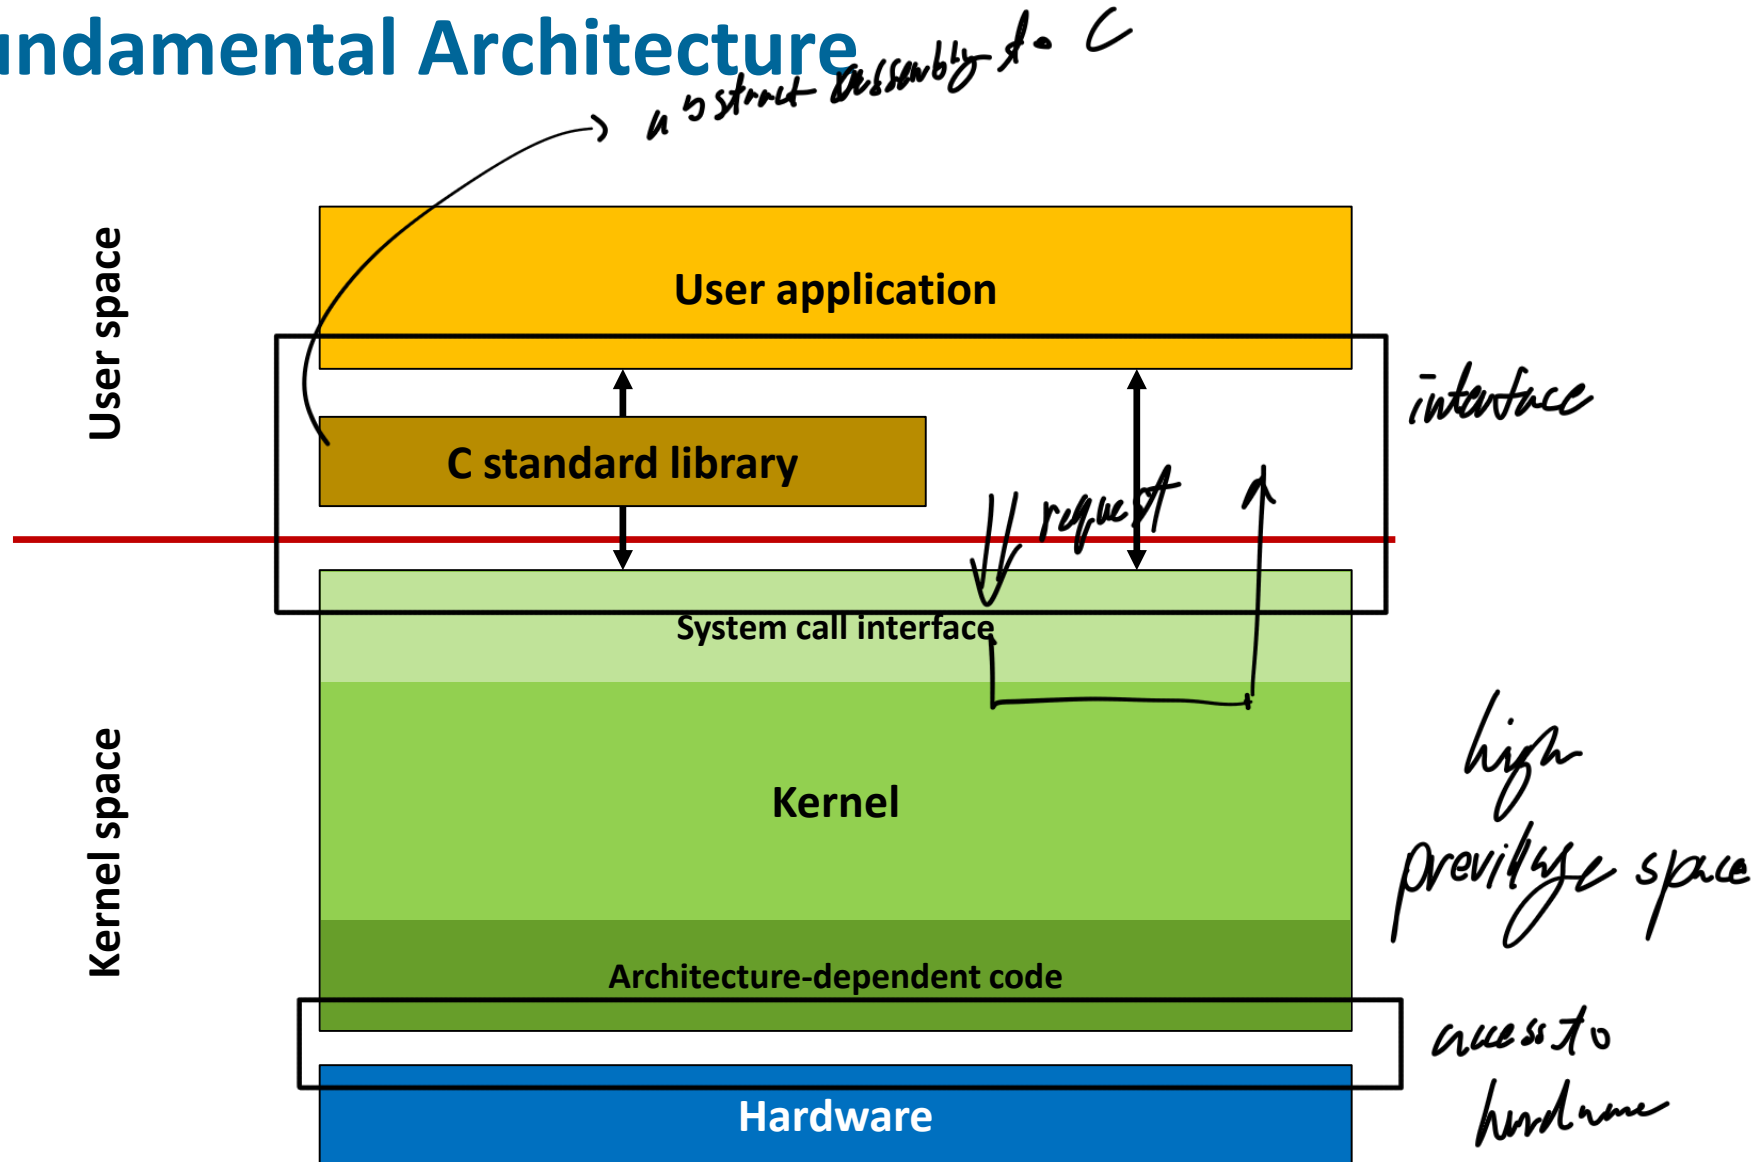 undamental Architecture
abstract assembly to C
User space
User application
interface
C standard library
request
System call interface
Kernel space
Kernel
high
previlage space
Architecture-dependent code
access to
hardware
Hardware